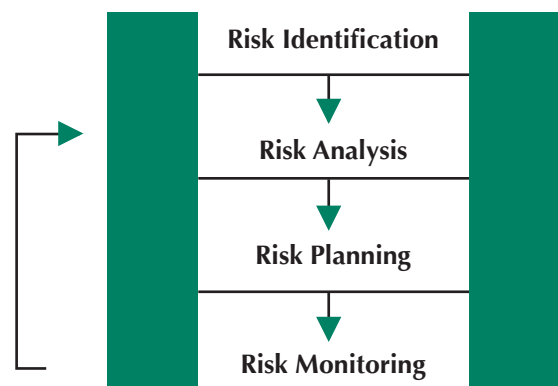 Risk Identification
Risk Analysis
Risk Planning
Risk Monitoring